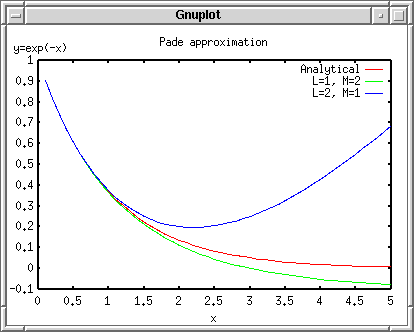 Gnuplot
Pade approximation
y=exp(-x)
Analytical
L=1, M=2
L=2, M=1
1
0.9
0.8
0.7
0.6
0.5
0.4
0.3
0.2
0.1
0
-0.1
0 0.5 1 1.5 2 2.5 3 3.5 4 4.5 5
x